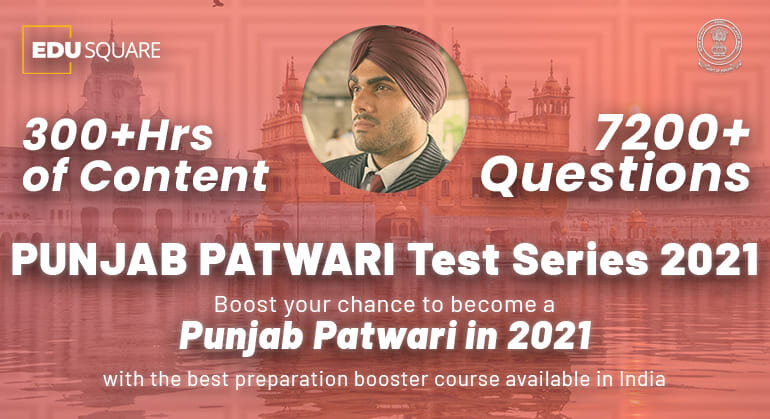 EDU SQUARE
300+Hrs
of Content
7200+
Questions
PUNJAB PATWARI Test Series 2021
Boost your chance to become a
Punjab Patwari in 2021
with the best preparation booster course available in India